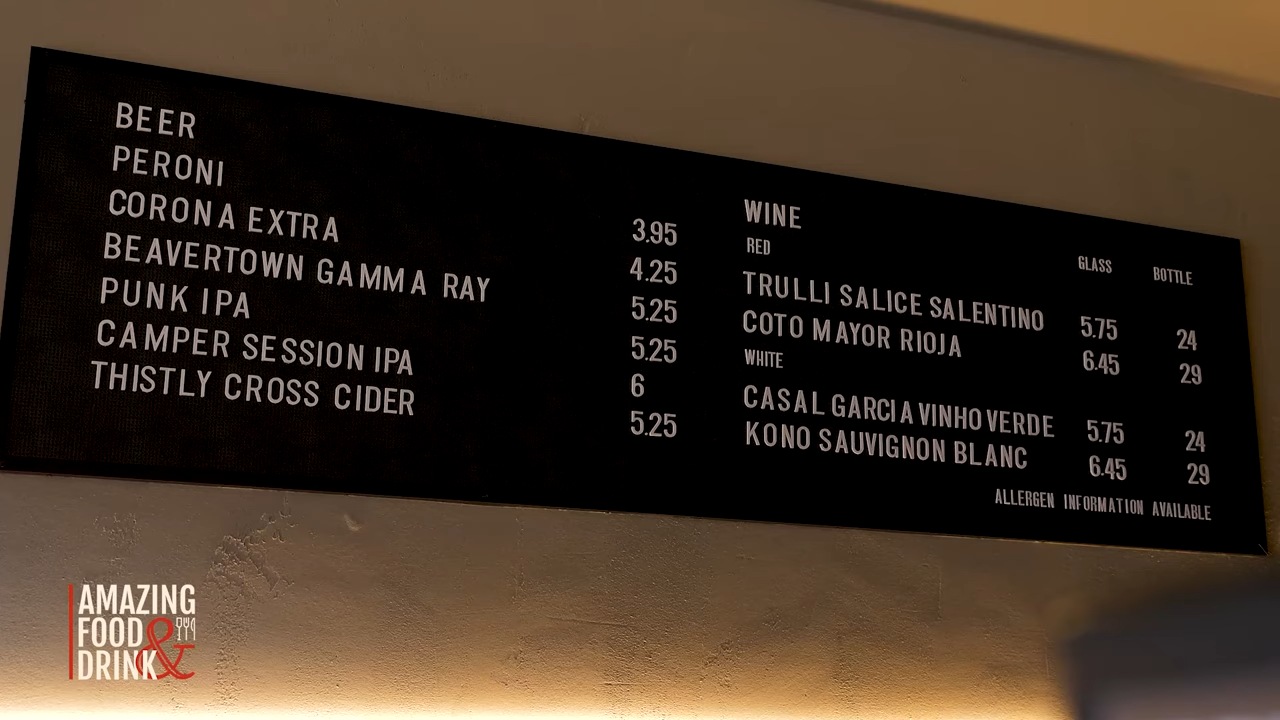 BEER
PERONI 3.95
CORONA EXTRA 4.25
BEAVERTOWN GAMMA RAY 5.25
PUNK IPA 5.25
CAMPER SESSION IPA 6
THISTLY CROSS CIDER 5.25
WINE
RED GLASS BOTTLE
TRULLI SALICE SALENTINO 5.75 24
COTO MAYOR RIOJA 6.45 29
WHITE
CASAL GARCIA VINHO VERDE 5.75 24
KONO SAUVIGNON BLANC 6.45 29
ALLERGEN INFORMATION AVAILABLE
AMAZING
FOOD &
DRINK